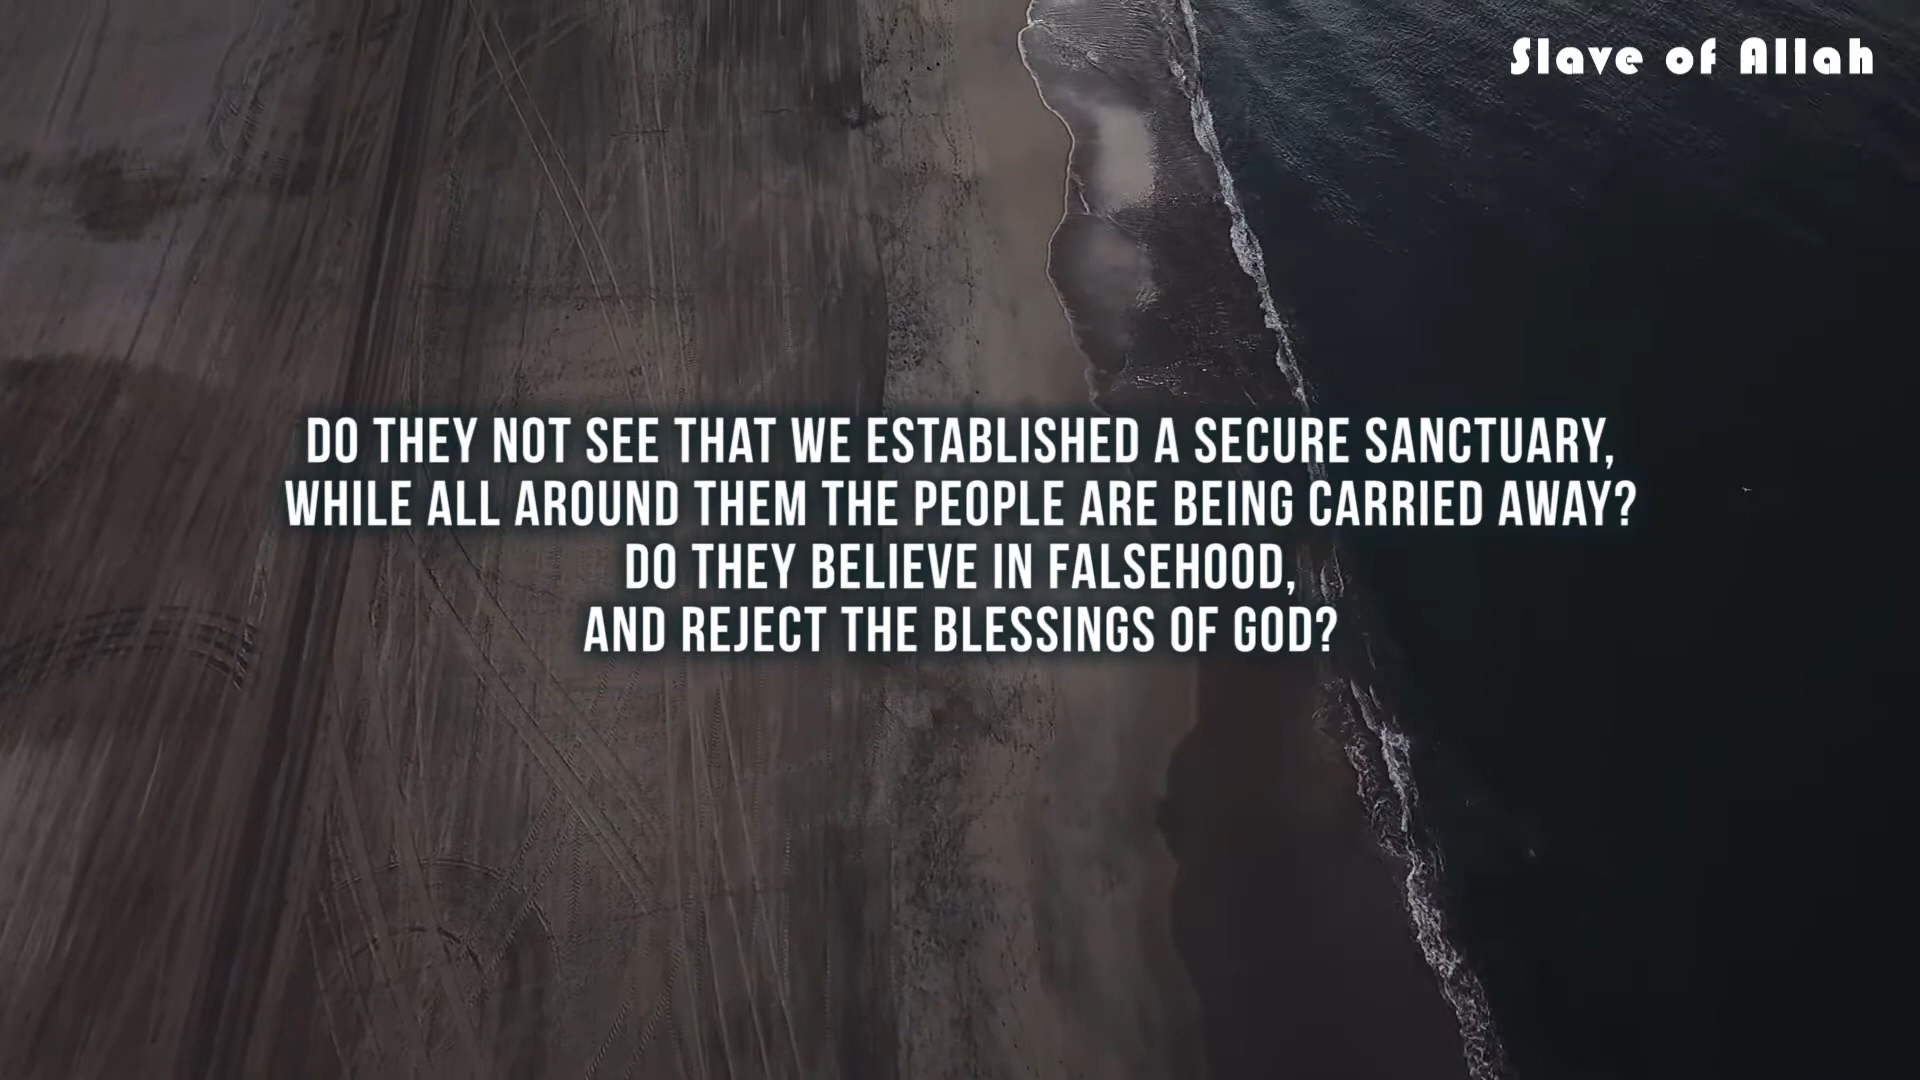 Slave of Allah
DO THEY NOT SEE THAT WE ESTABLISHED A SECURE SANCTUARY,
WHILE ALL AROUND THEM THE PEOPLE ARE BEING CARRIED AWAY?
DO THEY BELIEVE IN FALSEHOOD,
AND REJECT THE BLESSINGS OF GOD?